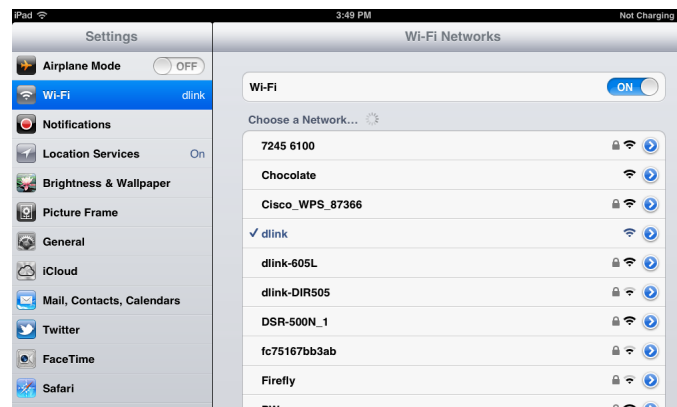 iPad 3:49 PM Not Charging
Settings
Wi-Fi Networks
Airplane Mode OFF
Wi-Fi dlink
Notifications
Location Services On
Brightness & Wallpaper
Picture Frame
General
iCloud
Mail, Contacts, Calendars
Twitter
FaceTime
Safari
Wi-Fi ON
Choose a Network...
7245 6100
Chocolate
Cisco_WPS_87366
✓ dlink
dlink-605L
dlink-DIR505
DSR-500N_1
fc75167bb3ab
Firefly